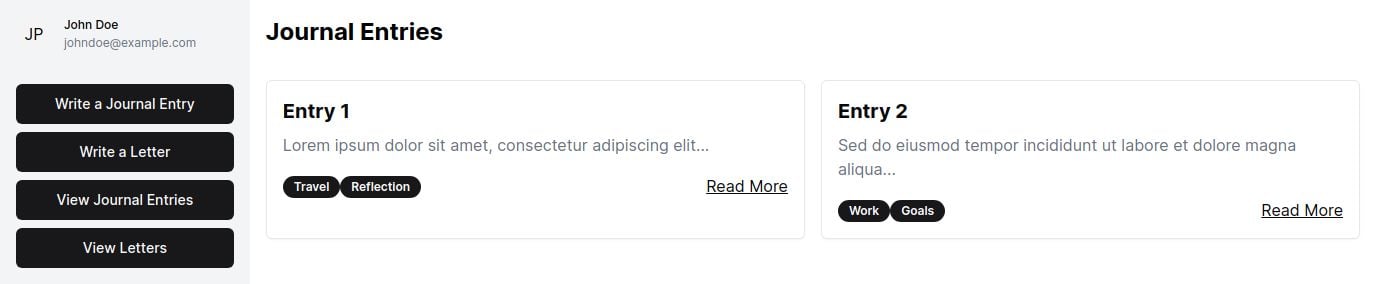 JP
John Doe
johndoe@example.com
Write a Journal Entry
Write a Letter
View Journal Entries
View Letters
Journal Entries
Entry 1
Lorem ipsum dolor sit amet, consectetur adipiscing elit...
Travel Reflection
Read More
Entry 2
Sed do eiusmod tempor incididunt ut labore et dolore magna
aliqua...
Work Goals
Read More